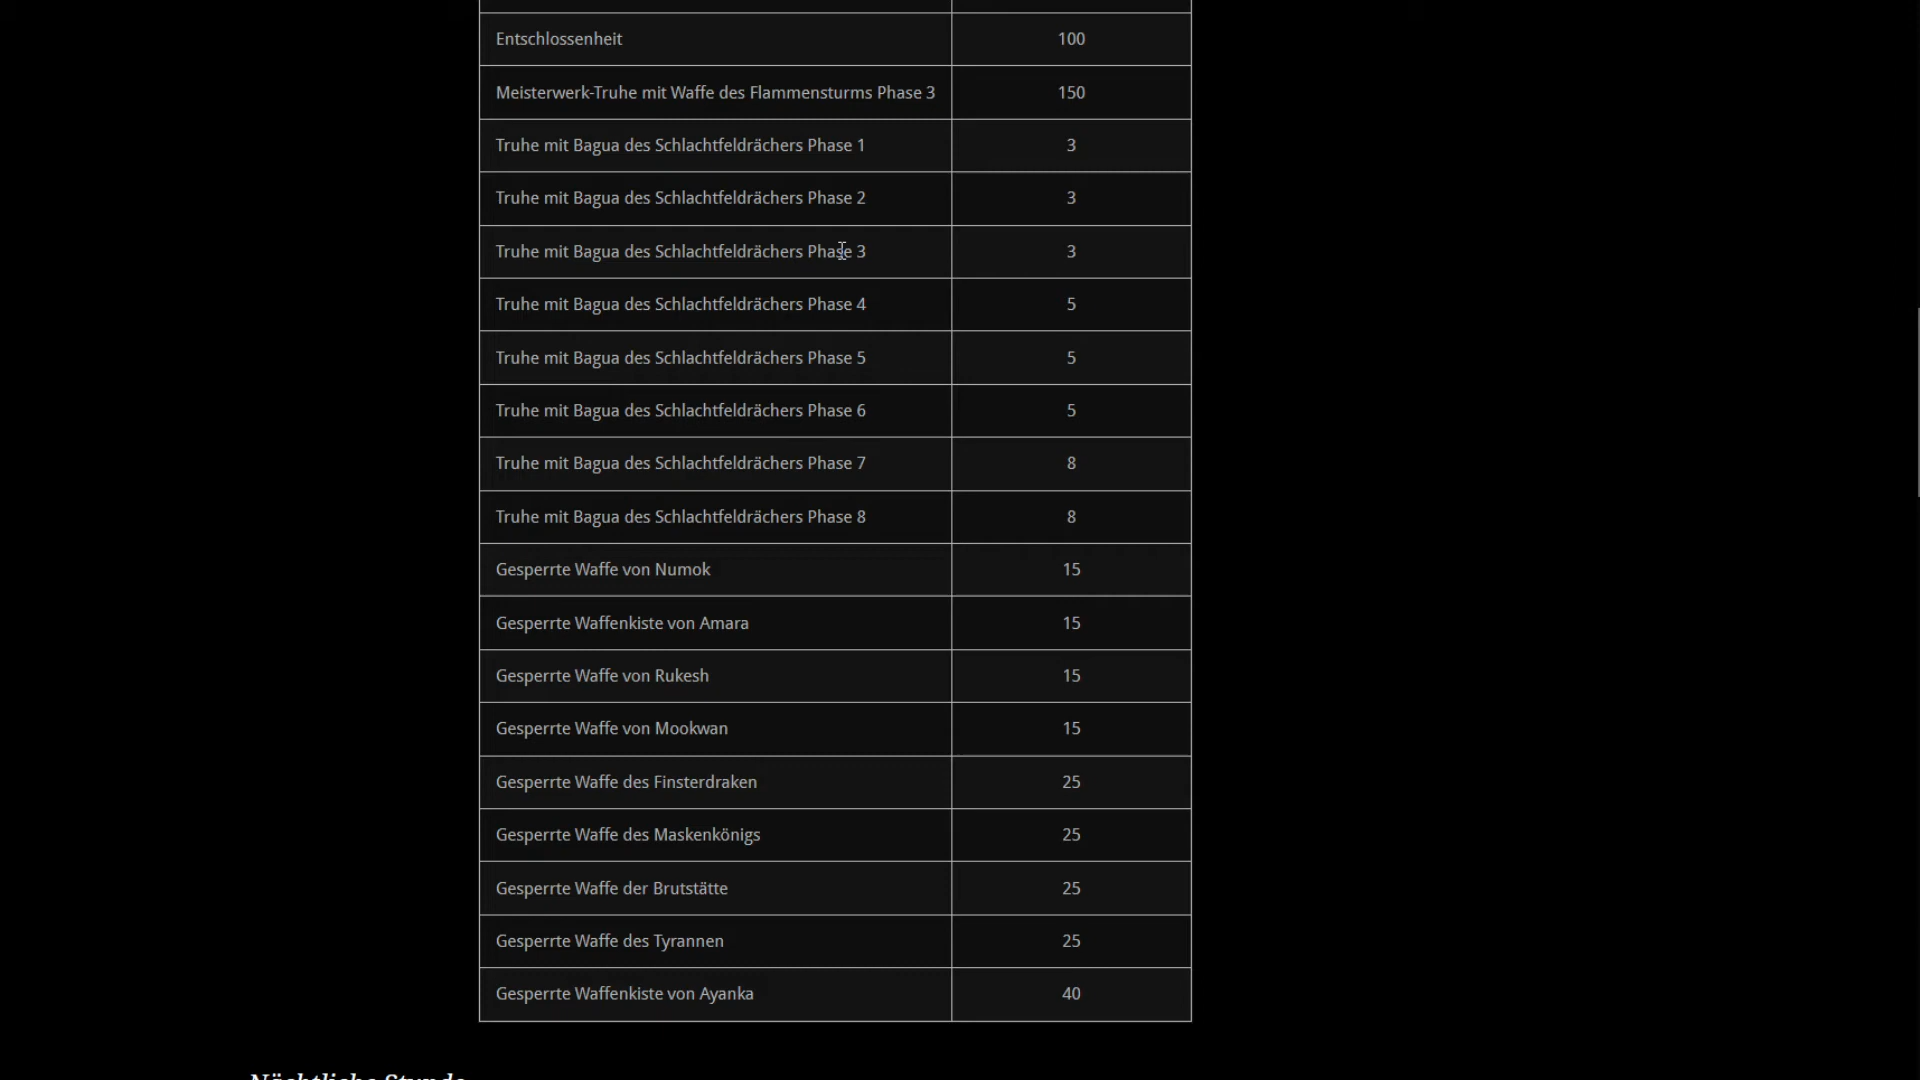 Entschlossenheit 100
Meisterwerk-Truhe mit Waffe des Flammensturms Phase 3 150
Truhe mit Bagua des Schlachtfeldrächers Phase 1 3
Truhe mit Bagua des Schlachtfeldrächers Phase 2 3
Truhe mit Bagua des Schlachtfeldrächers Phase 3 3
Truhe mit Bagua des Schlachtfeldrächers Phase 4 5
Truhe mit Bagua des Schlachtfeldrächers Phase 5 5
Truhe mit Bagua des Schlachtfeldrächers Phase 6 5
Truhe mit Bagua des Schlachtfeldrächers Phase 7 8
Truhe mit Bagua des Schlachtfeldrächers Phase 8 8
Gesperrte Waffe von Numok 15
Gesperrte Waffenkiste von Amara 15
Gesperrte Waffe von Rukesh 15
Gesperrte Waffe von Mookwan 15
Gesperrte Waffe des Finsterdraken 25
Gesperrte Waffe des Maskenkönigs 25
Gesperrte Waffe der Brutstätte 25
Gesperrte Waffe des Tyrannen 25
Gesperrte Waffenkiste von Ayanka 40
Nächtliche Stunde